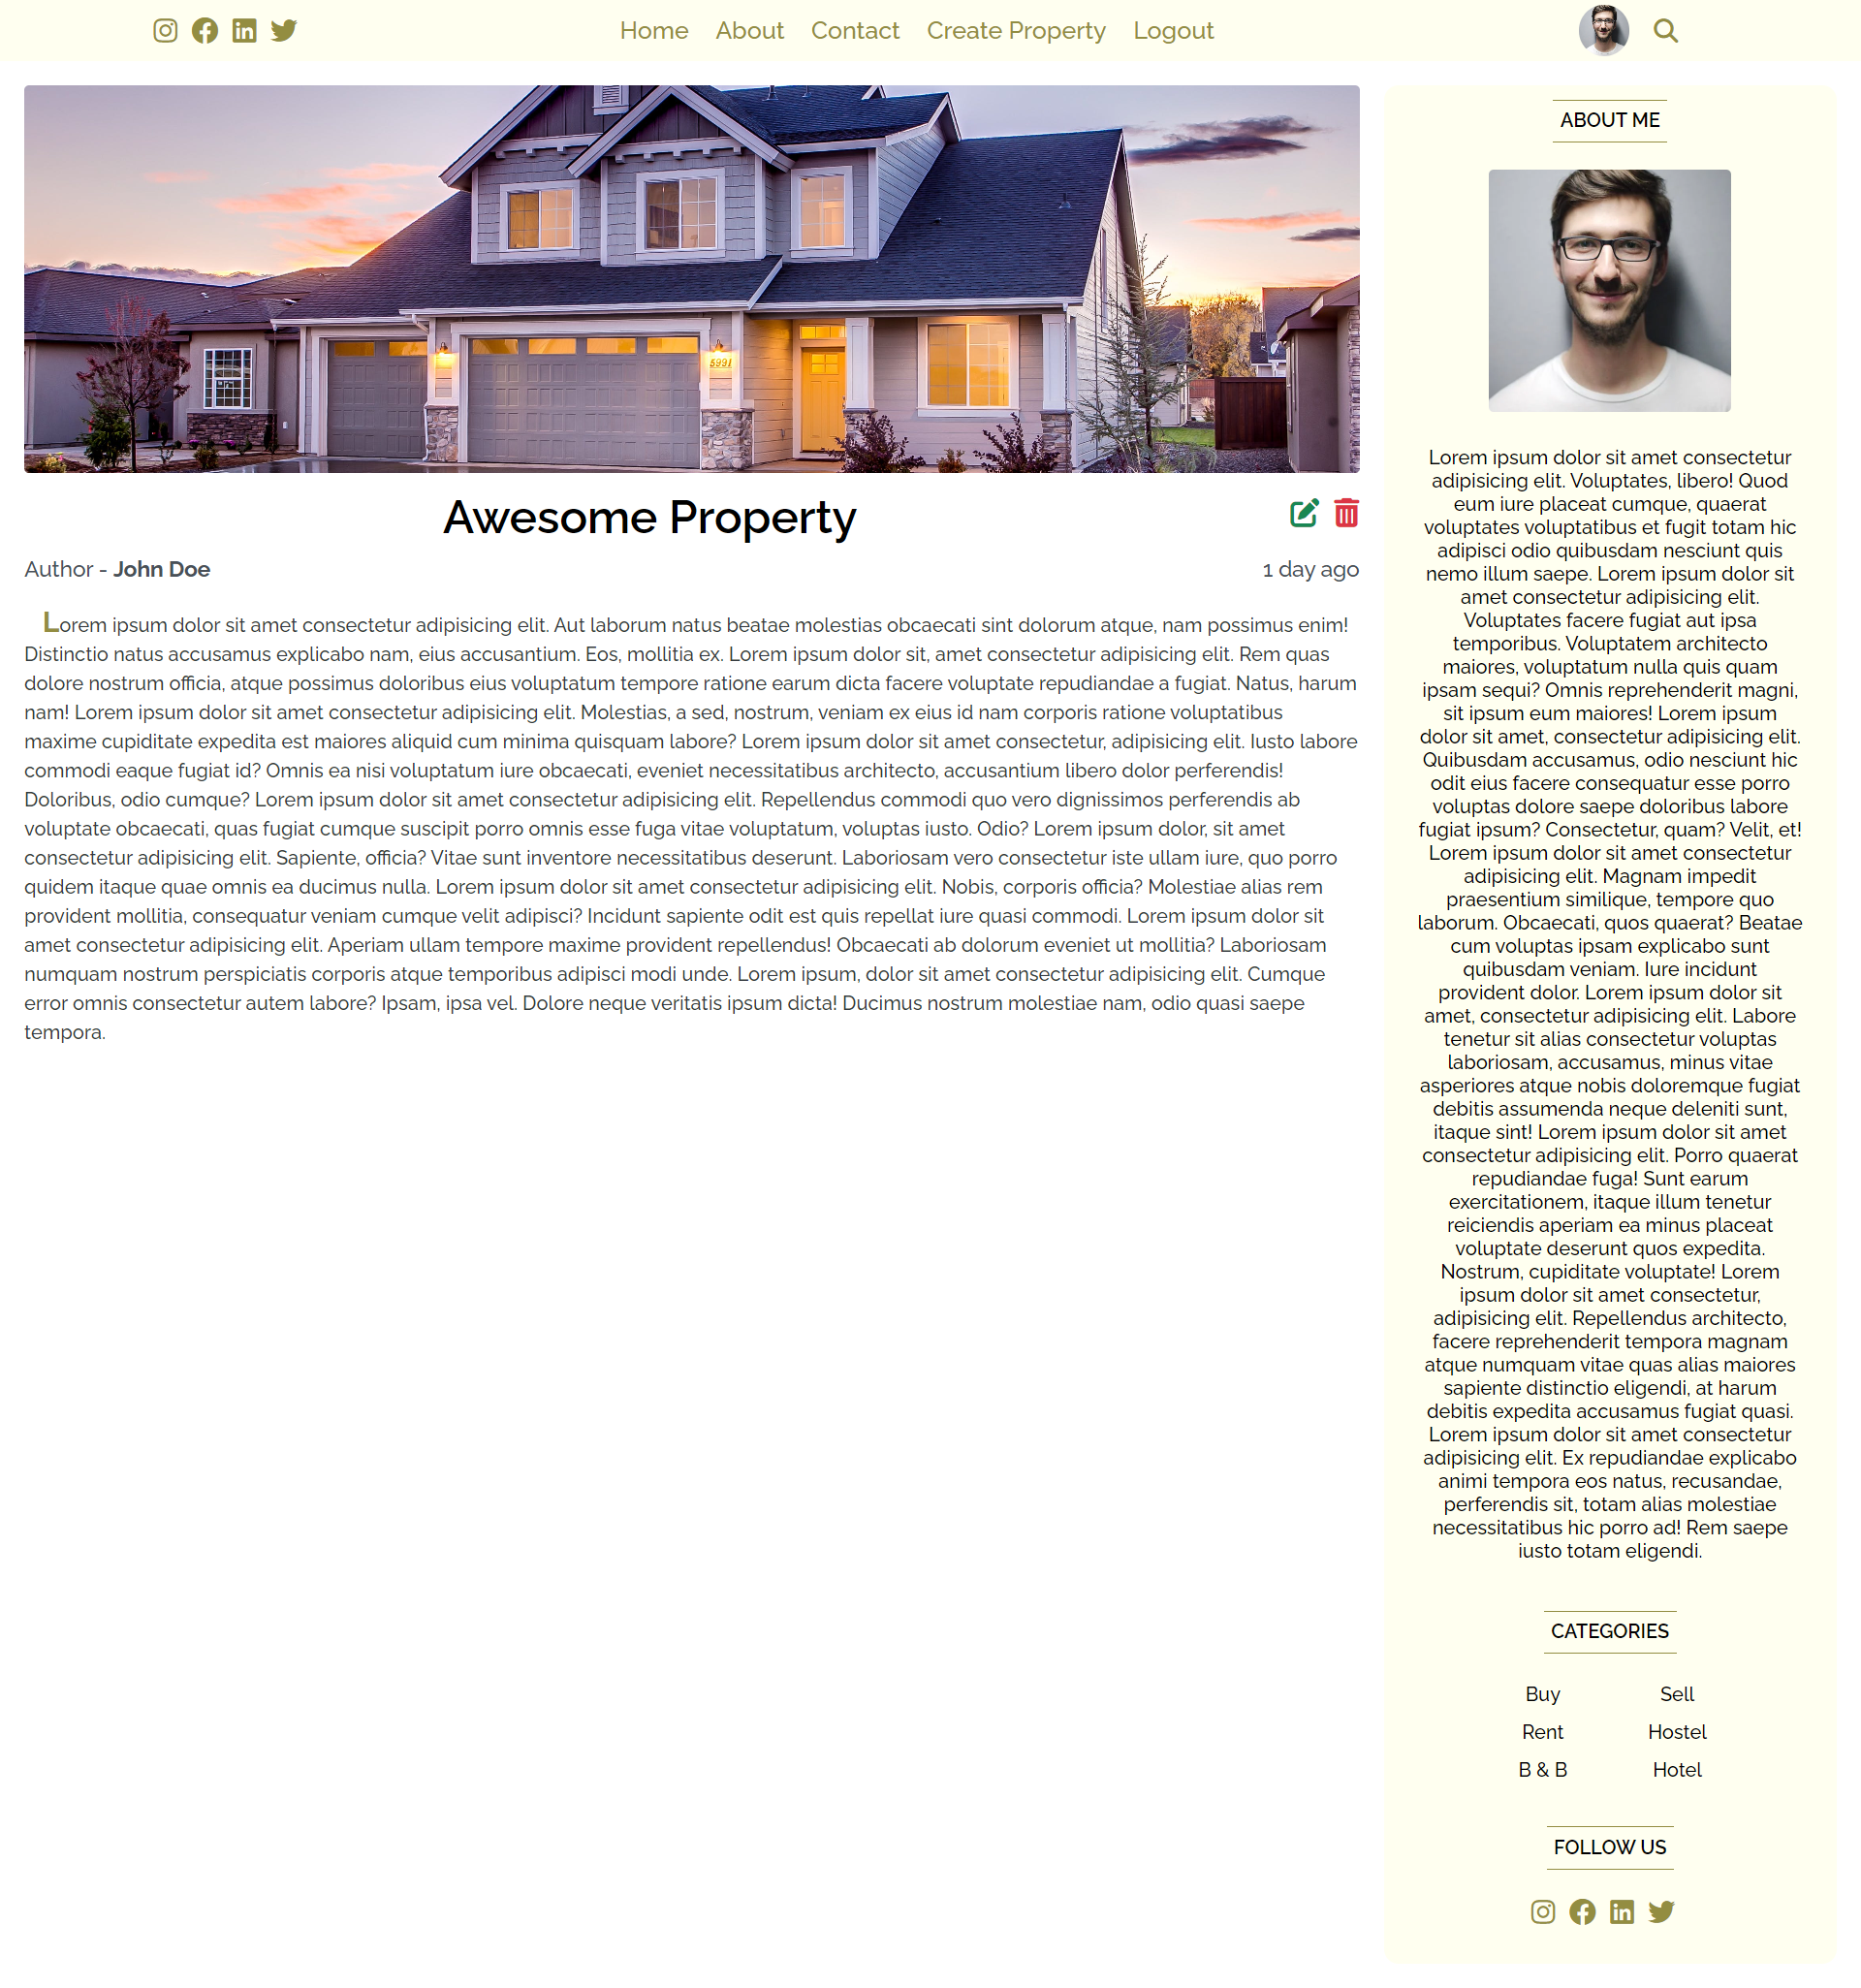 Home About Contact Create Property Logout
5991
Awesome Property
Author - John Doe
1 day ago
Lorem ipsum dolor sit amet consectetur adipisicing elit. Aut laborum natus beatae molestias obcaecati sint dolorum atque, nam possimus enim!
Distinctio natus accusamus explicabo nam, eius accusantium. Eos, mollitia ex. Lorem ipsum dolor sit, amet consectetur adipisicing elit. Rem quas
dolore nostrum officia, atque possimus doloribus eius voluptatum tempore ratione earum dicta facere voluptate repudiandae a fugiat. Natus, harum
nam! Lorem ipsum dolor sit amet consectetur adipisicing elit. Molestias, a sed, nostrum, veniam ex eius id nam corporis ratione voluptatibus
maxime cupiditate expedita est maiores aliquid cum minima quisquam labore? Lorem ipsum dolor sit amet consectetur, adipisicing elit. Iusto labore
commodi eaque fugiat id? Omnis ea nisi voluptatum iure obcaecati, eveniet necessitatibus architecto, accusantium libero dolor perferendis!
Doloribus, odio cumque? Lorem ipsum dolor sit amet consectetur adipisicing elit. Repellendus commodi quo vero dignissimos perferendis ab
voluptate obcaecati, quas fugiat cumque suscipit porro omnis esse fuga vitae voluptatum, voluptas iusto. Odio? Lorem ipsum dolor, sit amet
consectetur adipisicing elit. Sapiente, officia? Vitae sunt inventore necessitatibus deserunt. Laboriosam vero consectetur iste ullam iure, quo porro
quidem itaque quae omnis ea ducimus nulla. Lorem ipsum dolor sit amet consectetur adipisicing elit. Nobis, corporis officia? Molestiae alias rem
provident mollitia, consequatur veniam cumque velit adipisci? Incidunt sapiente odit est quis repellat iure quasi commodi. Lorem ipsum dolor sit
amet consectetur adipisicing elit. Aperiam ullam tempore maxime provident repellendus! Obcaecati ab dolorum eveniet ut mollitia? Laboriosam
numquam nostrum perspiciatis corporis atque temporibus adipisci modi unde. Lorem ipsum, dolor sit amet consectetur adipisicing elit. Cumque
error omnis consectetur autem labore? Ipsam, ipsa vel. Dolore neque veritatis ipsum dicta! Ducimus nostrum molestiae nam, odio quasi saepe
tempora.
ABOUT ME
Lorem ipsum dolor sit amet consectetur
adipisicing elit. Voluptates, libero! Quod
eum iure placeat cumque, quaerat
voluptates voluptatibus et fugit totam hic
adipisci odio quibusdam nesciunt quis
nemo illum saepe. Lorem ipsum dolor sit
amet consectetur adipisicing elit.
Voluptates facere fugiat aut ipsa
temporibus. Voluptatem architecto
maiores, voluptatum nulla quis quam
ipsam sequi? Omnis reprehenderit magni,
sit ipsum eum maiores! Lorem ipsum
dolor sit amet, consectetur adipisicing elit.
Quibusdam accusamus, odio nesciunt hic
odit eius facere consequatur esse porro
voluptas dolore saepe doloribus labore
fugiat ipsum? Consectetur, quam? Velit, et!
Lorem ipsum dolor sit amet consectetur
adipisicing elit. Magnam impedit
praesentium similique, tempore quo
laborum. Obcaecati, quos quaerat? Beatae
cum voluptas ipsam explicabo sunt
quibusdam veniam. Iure incidunt
provident dolor. Lorem ipsum dolor sit
amet, consectetur adipisicing elit. Labore
tenetur sit alias consectetur voluptas
laboriosam, accusamus, minus vitae
asperiores atque nobis doloremque fugiat
debitis assumenda neque deleniti sunt,
itaque sint! Lorem ipsum dolor sit amet
consectetur adipisicing elit. Porro quaerat
repudiandae fuga! Sunt earum
exercitationem, itaque illum tenetur
reiciendis aperiam ea minus placeat
voluptate deserunt quos expedita.
Nostrum, cupiditate voluptate! Lorem
ipsum dolor sit amet consectetur,
adipisicing elit. Repellendus architecto,
facere reprehenderit tempora magnam
atque numquam vitae quas alias maiores
sapiente distinctio eligendi, at harum
debitis expedita accusamus fugiat quasi.
Lorem ipsum dolor sit amet consectetur
adipisicing elit. Ex repudiandae explicabo
animi tempora eos natus, recusandae,
perferendis sit, totam alias molestiae
necessitatibus hic porro ad! Rem saepe
iusto totam eligendi.
CATEGORIES
Buy Sell
Rent Hostel
B & B Hotel
FOLLOW US